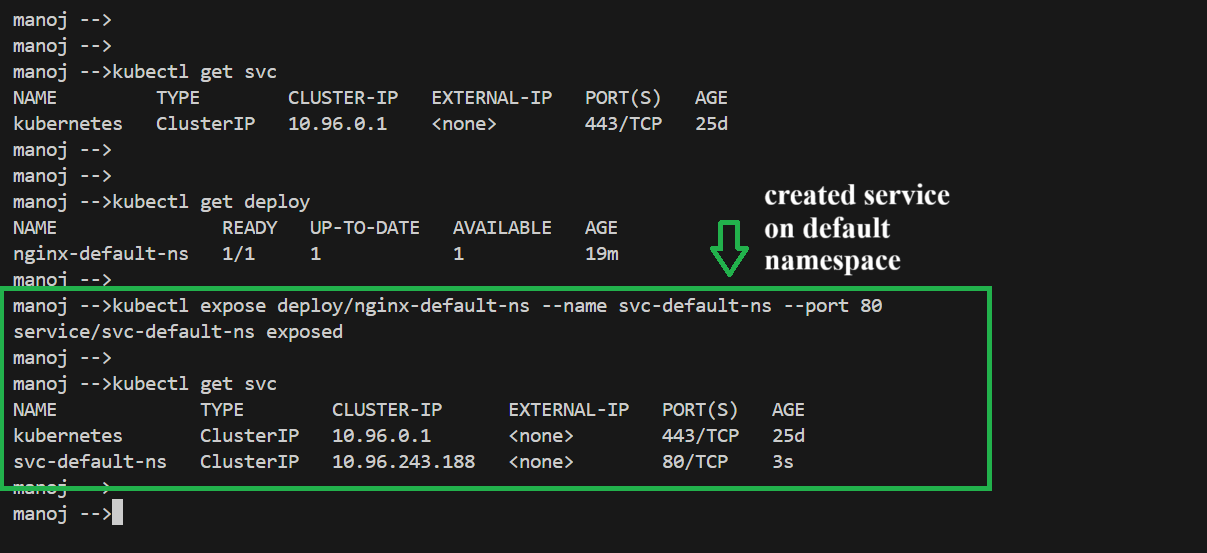 manoj -->
manoj -->
manoj -->kubectl get svc
NAME         TYPE        CLUSTER-IP   EXTERNAL-IP   PORT(S)   AGE
kubernetes   ClusterIP   10.96.0.1    <none>        443/TCP   25d
manoj -->
manoj -->
manoj -->kubectl get deploy
NAME               READY   UP-TO-DATE   AVAILABLE   AGE
nginx-default-ns   1/1     1            1           19m
created service
on default
namespace
manoj -->
manoj -->kubectl expose deploy/nginx-default-ns --name svc-default-ns --port 80
service/svc-default-ns exposed
manoj -->
manoj -->kubectl get svc
NAME             TYPE        CLUSTER-IP      EXTERNAL-IP   PORT(S)   AGE
kubernetes       ClusterIP   10.96.0.1       <none>        443/TCP   25d
svc-default-ns   ClusterIP   10.96.243.188   <none>        80/TCP    3s
manoj -->
manoj -->